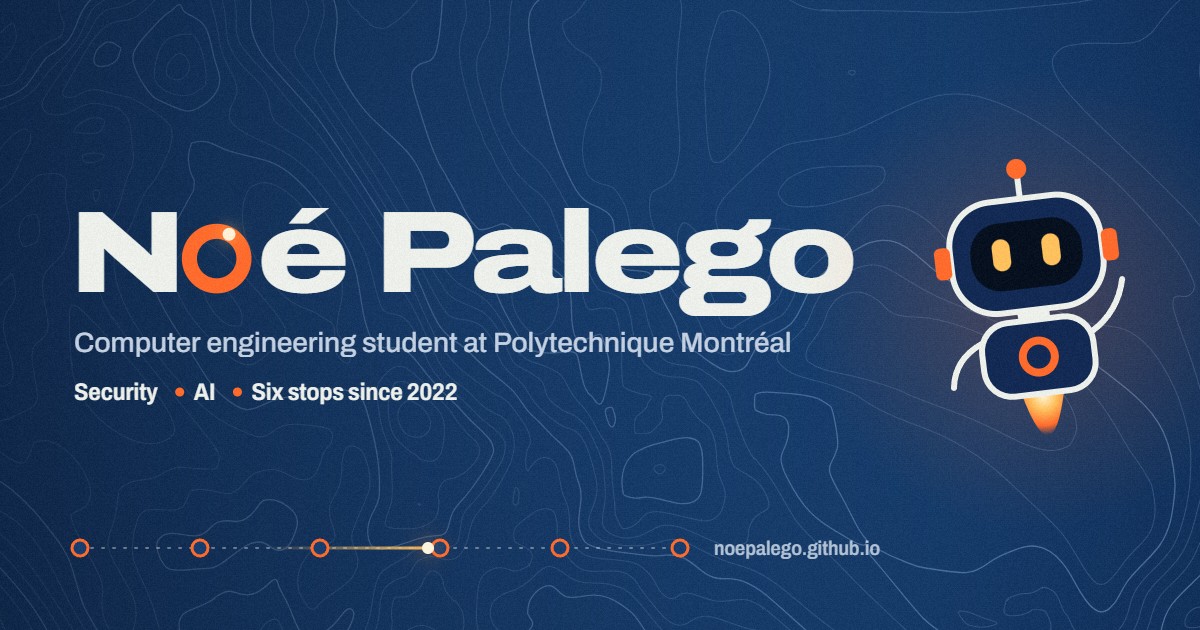 Noé Palego
Computer engineering student at Polytechnique Montréal
Security • AI • Six stops since 2022
noepalego.github.io